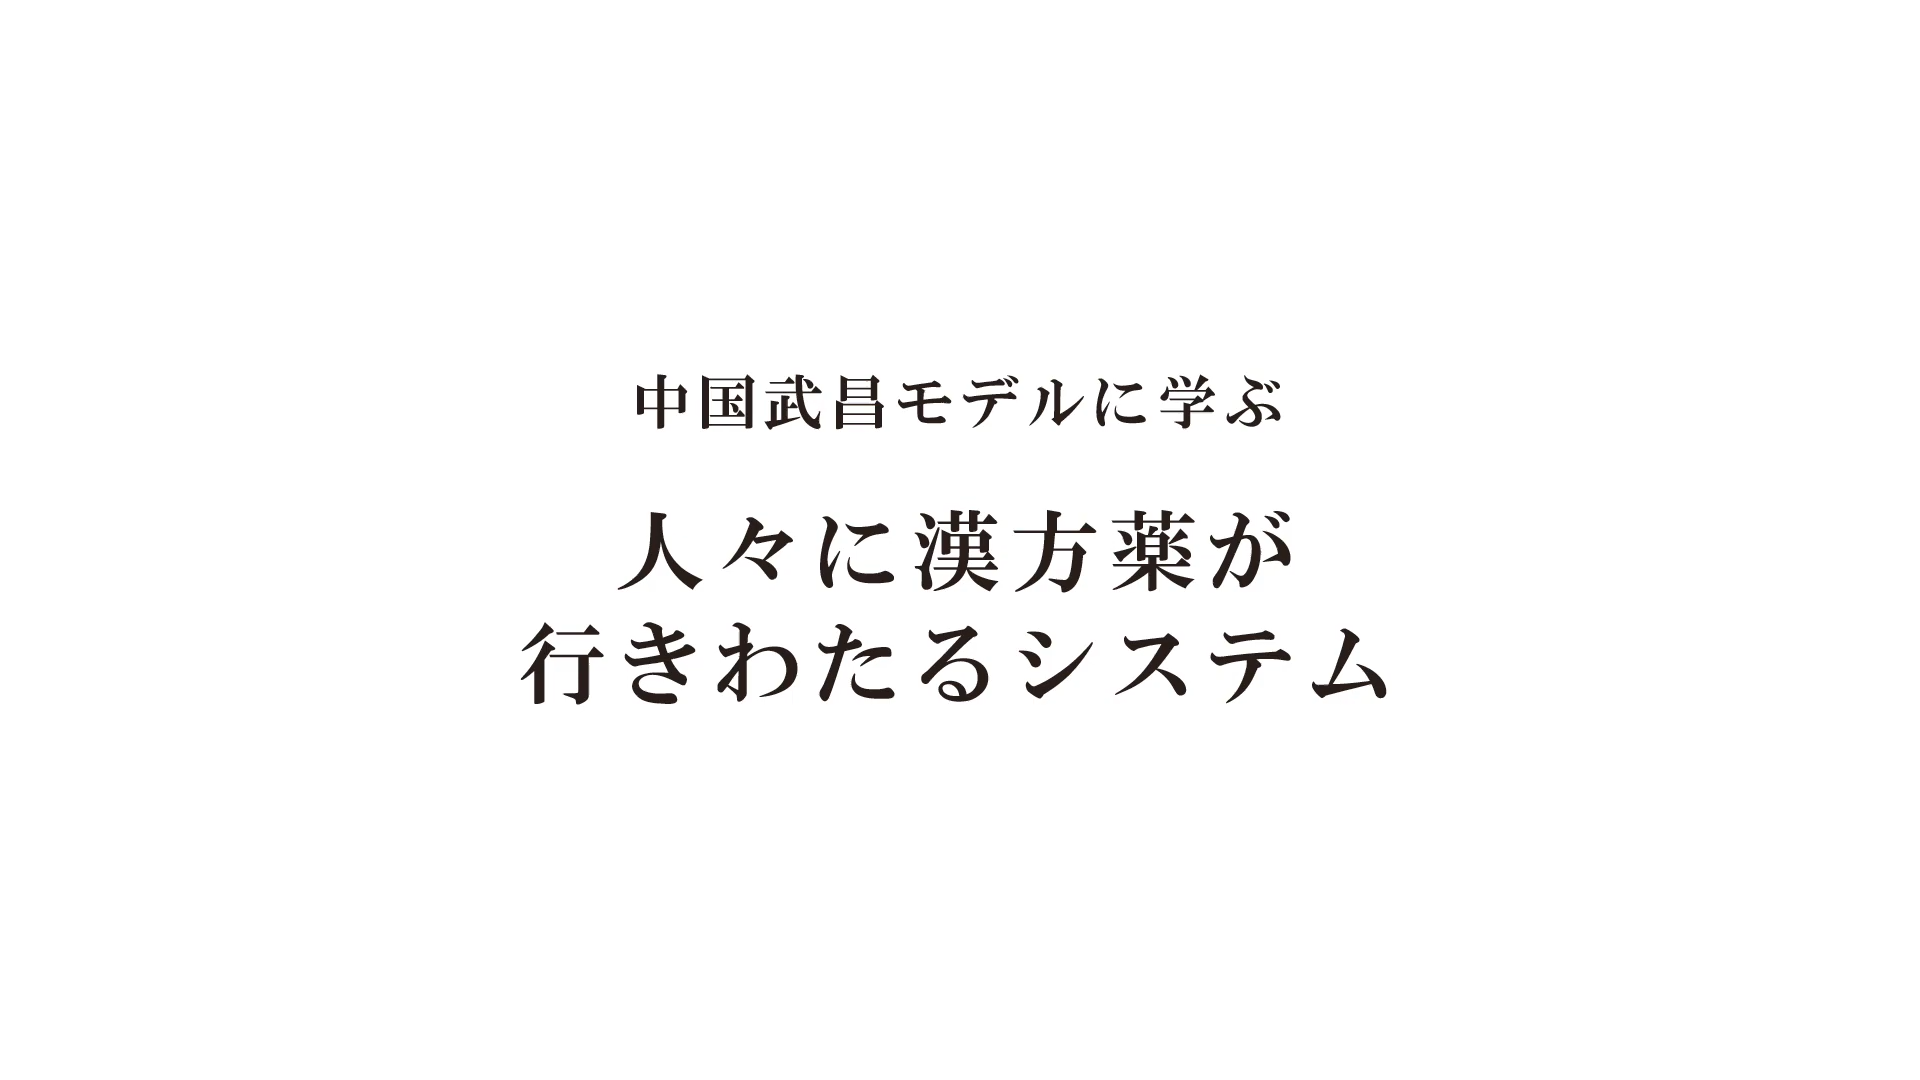 中国武昌モデルに学ぶ
人々に漢方薬が
行きわたるシステム